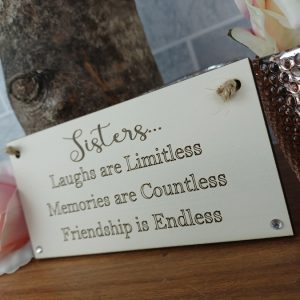 Sisters...
Laughs are Limitless
Memories are Countless
Friendship is Endless